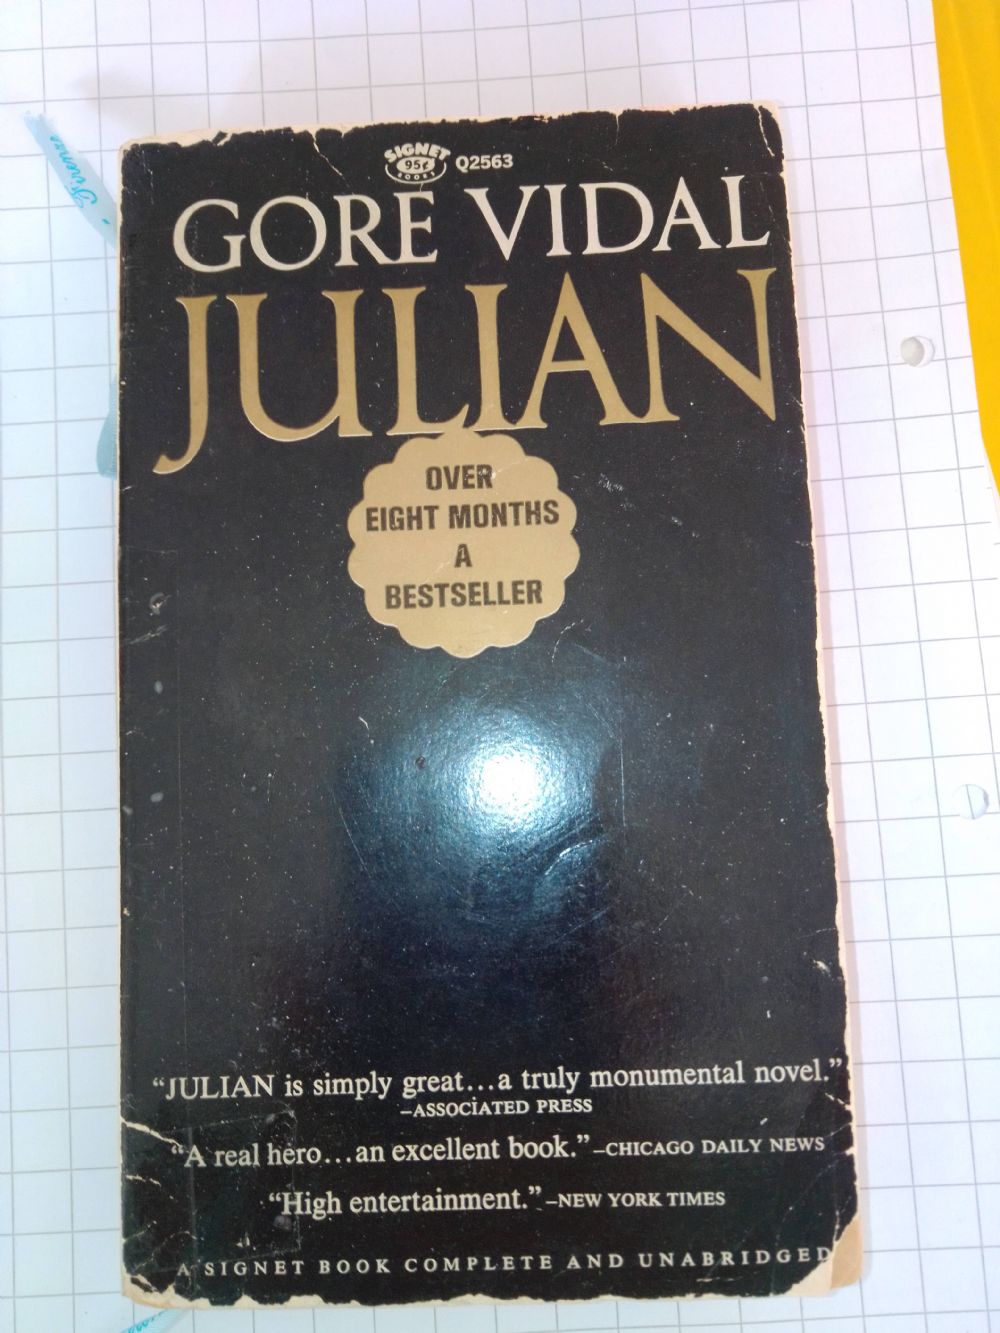 SIGNET
95¢
BOOKS
Q2563
GORE VIDAL
JULIAN
OVER
EIGHT MONTHS
A
BESTSELLER
“JULIAN is simply great...a truly monumental novel.”
–ASSOCIATED PRESS
“A real hero...an excellent book.” –CHICAGO DAILY NEWS
“High entertainment.” –NEW YORK TIMES
A SIGNET BOOK COMPLETE AND UNABRIDGED
Firenze